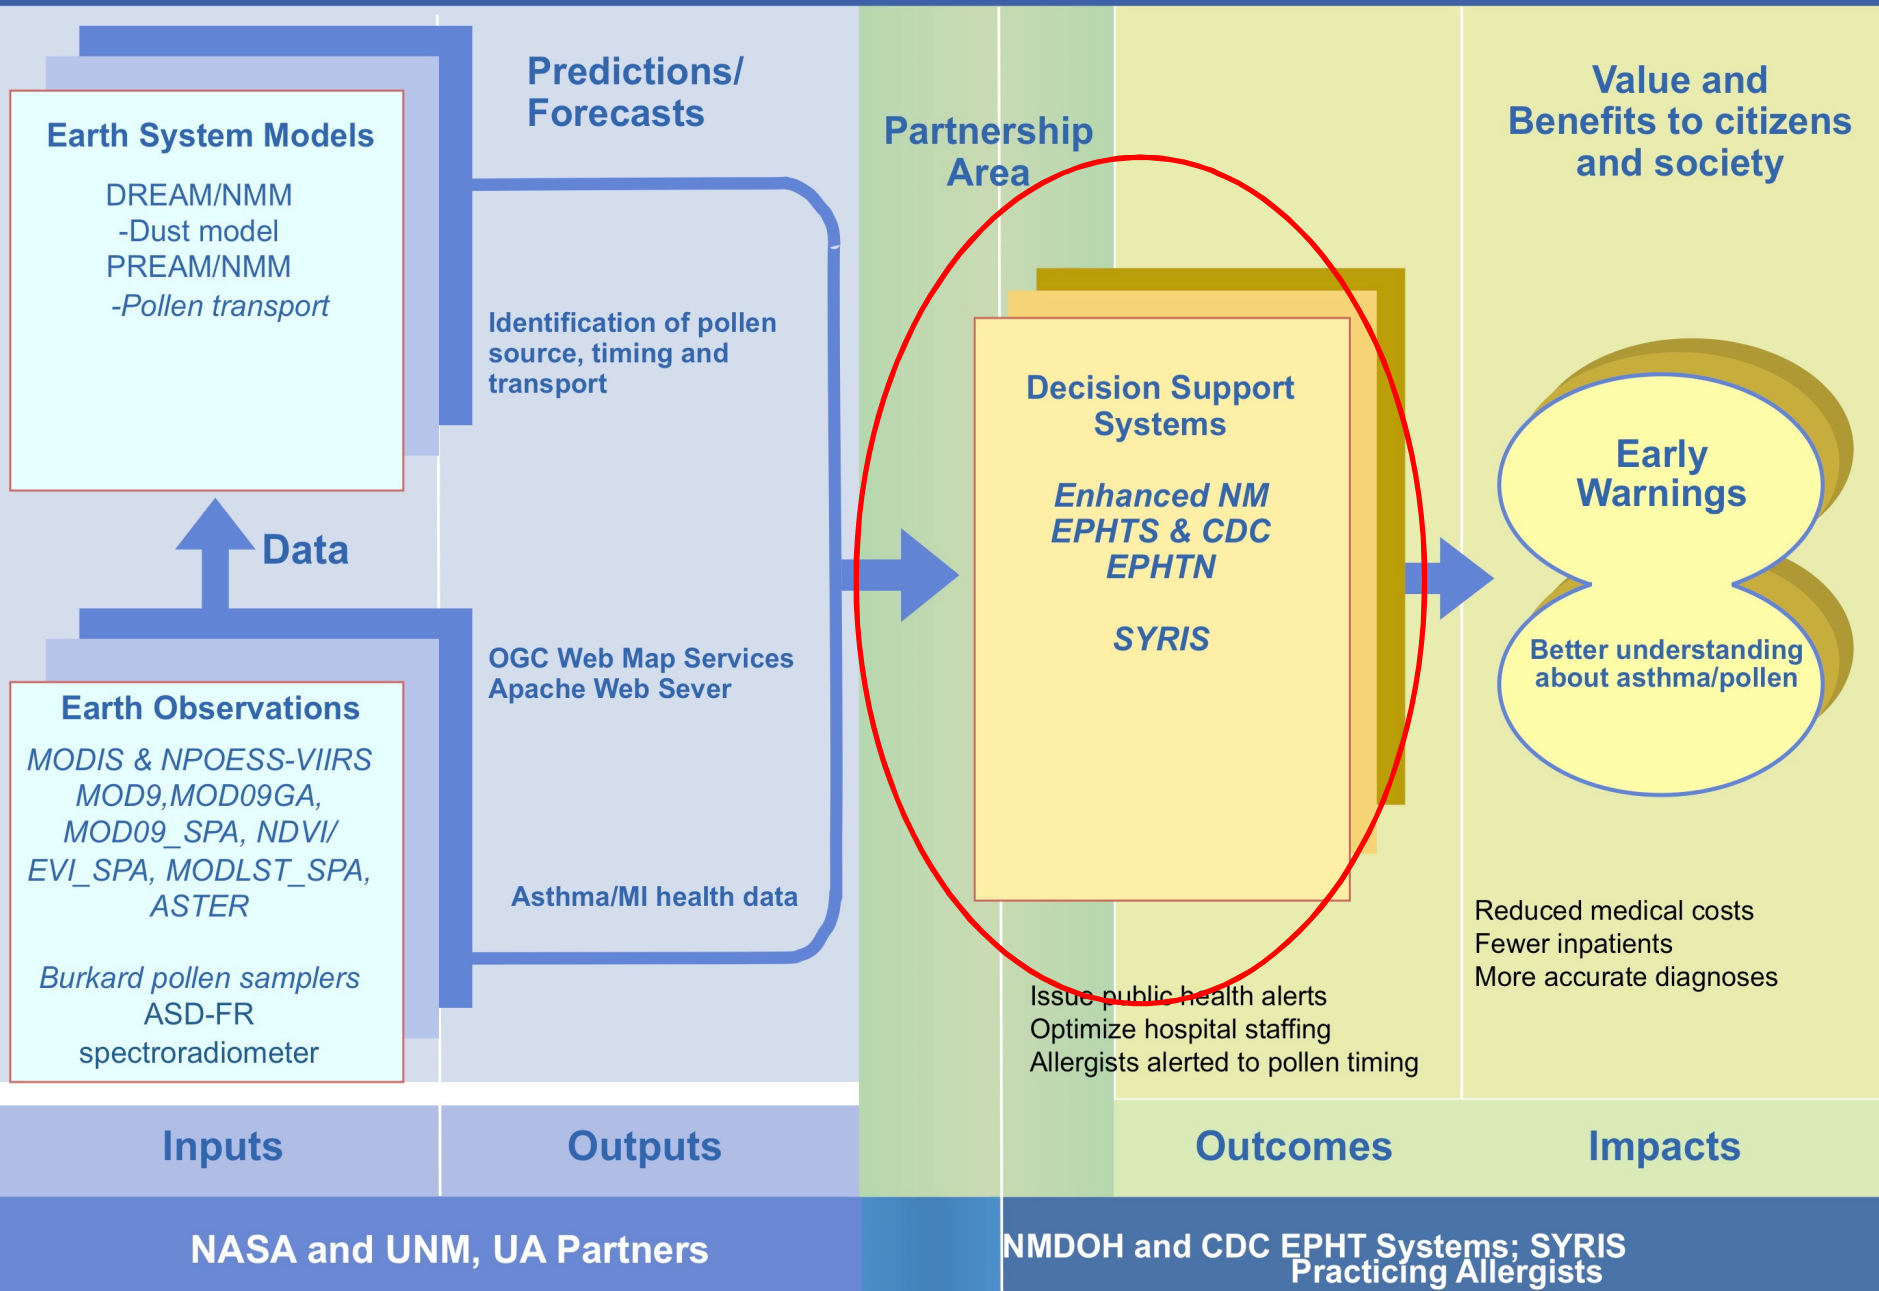 Earth System Models
DREAM/NMM
-Dust model
PREAM/NMM
-Pollen transport
Data
Earth Observations
MODIS & NPOESS-VIIRS
MOD9,MOD09GA,
MOD09_SPA, NDVI/
EVI_SPA, MODLST_SPA,
ASTER
Burkard pollen samplers
ASD-FR
spectroradiometer
Predictions/
Forecasts
Identification of pollen
source, timing and
transport
OGC Web Map Services
Apache Web Sever
Asthma/MI health data
Partnership
Area
Decision Support
Systems
Enhanced NM
EPHTS & CDC
EPHTN
SYRIS
Issue public health alerts
Optimize hospital staffing
Allergists alerted to pollen timing
Value and
Benefits to citizens
and society
Early
Warnings
Better understanding
about asthma/pollen
Reduced medical costs
Fewer inpatients
More accurate diagnoses
Inputs
Outputs
Outcomes
Impacts
NASA and UNM, UA Partners
NMDOH and CDC EPHT Systems; SYRIS
Practicing Allergists